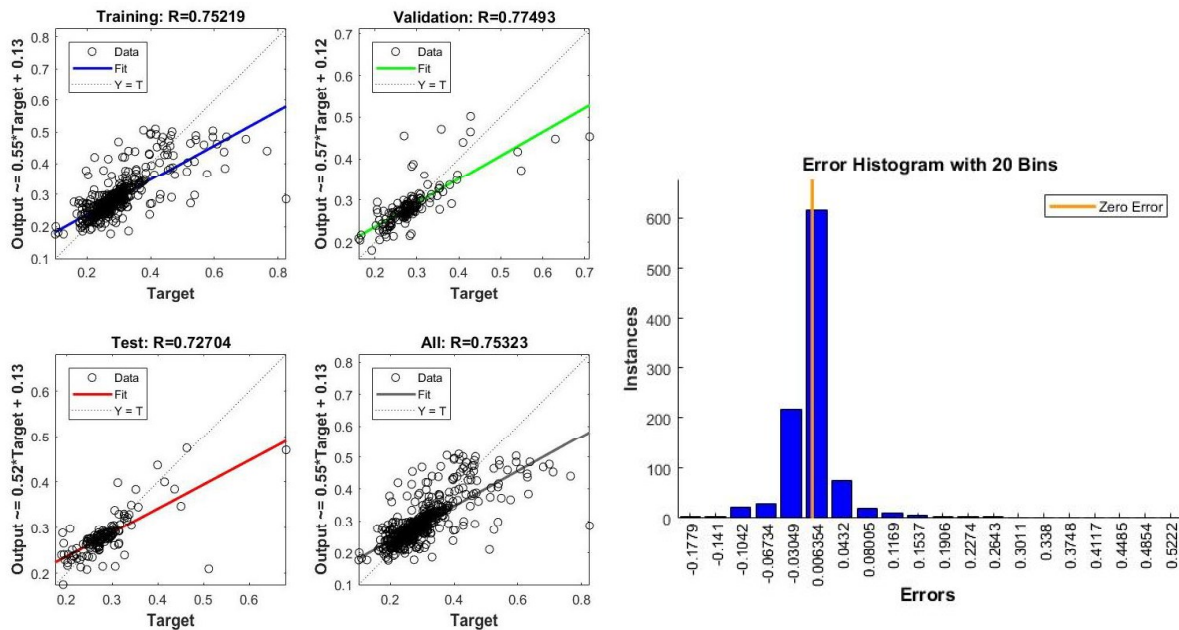 Training: R=0.75219
Output ~= 0.55*Target + 0.13
0.8
0.7
0.6
0.5
0.4
0.3
0.2
0.1
Data
Fit
Y = T
0.2
0.4
0.6
0.8
Target
Validation: R=0.77493
Output ~= 0.57*Target + 0.12
0.7
0.6
0.5
0.4
0.3
0.2
Data
Fit
Y = T
0.2
0.3
0.4
0.5
0.6
0.7
Target
Test: R=0.72704
Output ~= 0.52*Target + 0.13
0.6
0.5
0.4
0.3
0.2
Data
Fit
Y = T
0.2
0.3
0.4
0.5
0.6
Target
All: R=0.75323
Output ~= 0.55*Target + 0.13
0.8
0.7
0.6
0.5
0.4
0.3
0.2
0.1
Data
Fit
Y = T
0.2
0.4
0.6
0.8
Target
Error Histogram with 20 Bins
Zero Error
Instances
600
500
400
300
200
100
0
-0.1779
-0.141
-0.1042
-0.06734
-0.03049
0.006354
0.0432
0.08005
0.1169
0.1537
0.1906
0.2274
0.2643
0.3011
0.338
0.3748
0.4117
0.4485
0.4854
0.5222
Errors